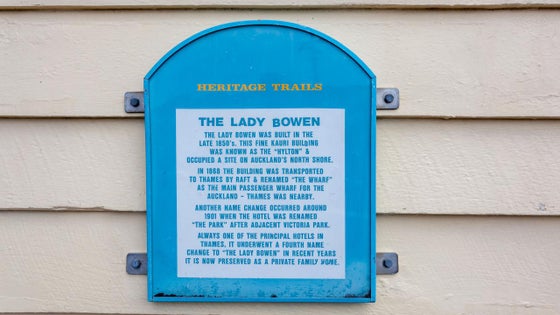 HERITAGE TRAILS
THE LADY BOWEN
THE LADY BOWEN WAS BUILT IN THE
LATE 1850's. THIS FINE KAURI BUILDING
WAS KNOWN AS THE "HYLTON" &
OCCUPIED A SITE ON AUCKLAND'S NORTH SHORE.
IN 1868 THE BUILDING WAS TRANSPORTED
TO THAMES BY RAFT & RENAMED "THE WHARF"
AS THE MAIN PASSENGER WHARF FOR THE
AUCKLAND - THAMES WAS NEARBY.
ANOTHER NAME CHANGE OCCURRED AROUND
1901 WHEN THE HOTEL WAS RENAMED
"THE PARK" AFTER ADJACENT VICTORIA PARK.
ALWAYS ONE OF THE PRINCIPAL HOTELS IN
THAMES, IT UNDERWENT A FOURTH NAME
CHANGE TO "THE LADY BOWEN" IN RECENT YEARS
IT IS NOW PRESERVED AS A PRIVATE FAMILY HOME.